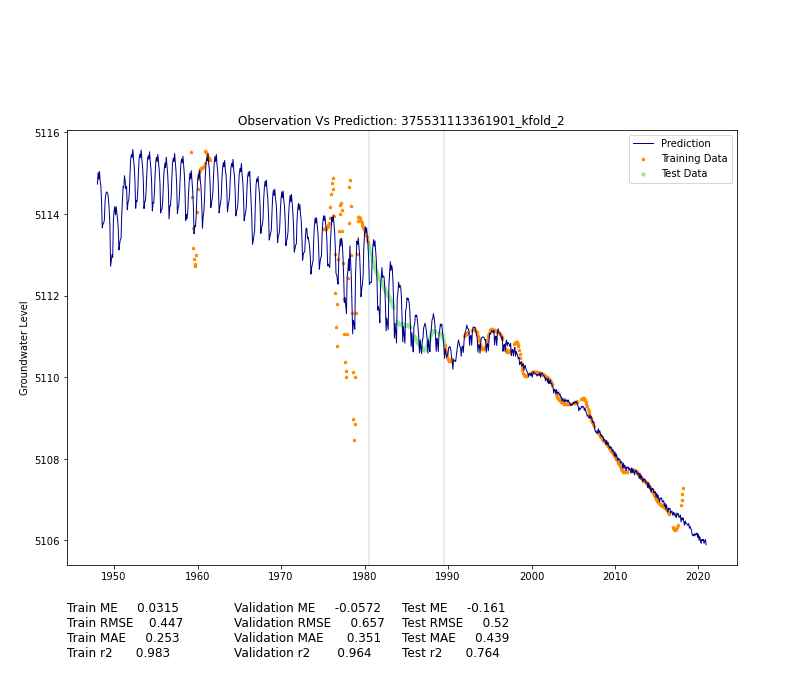 Observation Vs Prediction: 375531113361901_kfold_2
Prediction
Training Data
Test Data
Groundwater Level
5116
5114
5112
5110
5108
5106
1950 1960 1970 1980 1990 2000 2010 2020
Train ME 0.0315 Validation ME -0.0572 Test ME -0.161
Train RMSE 0.447 Validation RMSE 0.657 Test RMSE 0.52
Train MAE 0.253 Validation MAE 0.351 Test MAE 0.439
Train r2 0.983 Validation r2 0.964 Test r2 0.764